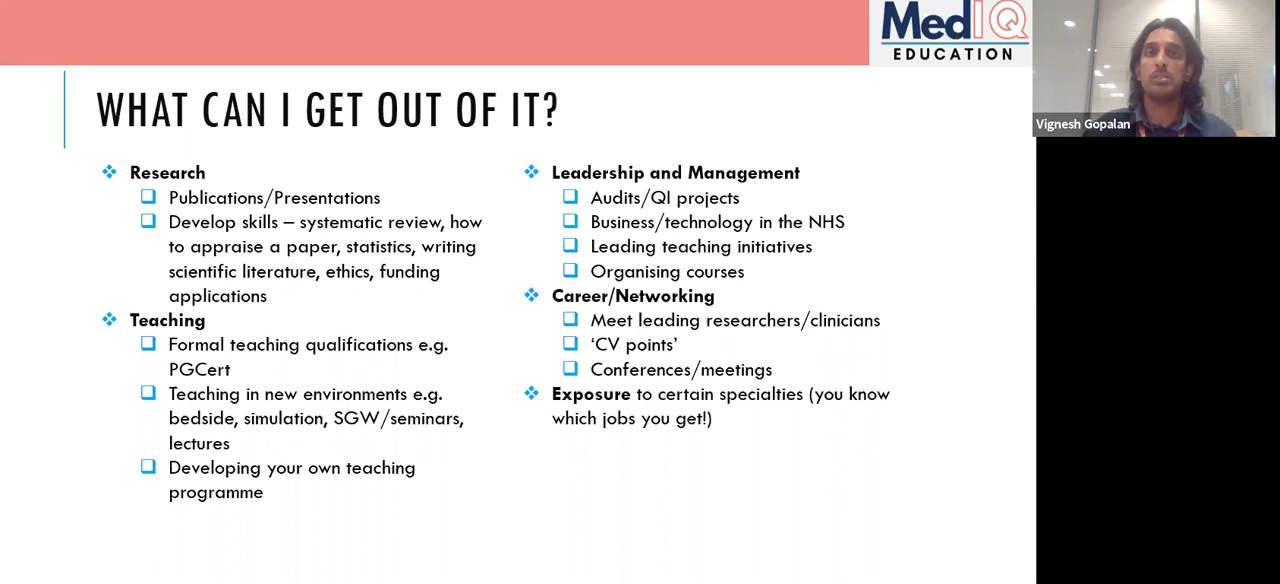 MedIQ
EDUCATION
Vignesh Gopalan
WHAT CAN I GET OUT OF IT?
Research
Publications/Presentations
Develop skills – systematic review, how
to appraise a paper, statistics, writing
scientific literature, ethics, funding
applications
Teaching
Formal teaching qualifications e.g.
PGCert
Teaching in new environments e.g.
bedside, simulation, SGW/seminars,
lectures
Developing your own teaching
programme
Leadership and Management
Audits/QI projects
Business/technology in the NHS
Leading teaching initiatives
Organising courses
Career/Networking
Meet leading researchers/clinicians
‘CV points’
Conferences/meetings
Exposure to certain specialties (you know
which jobs you get!)